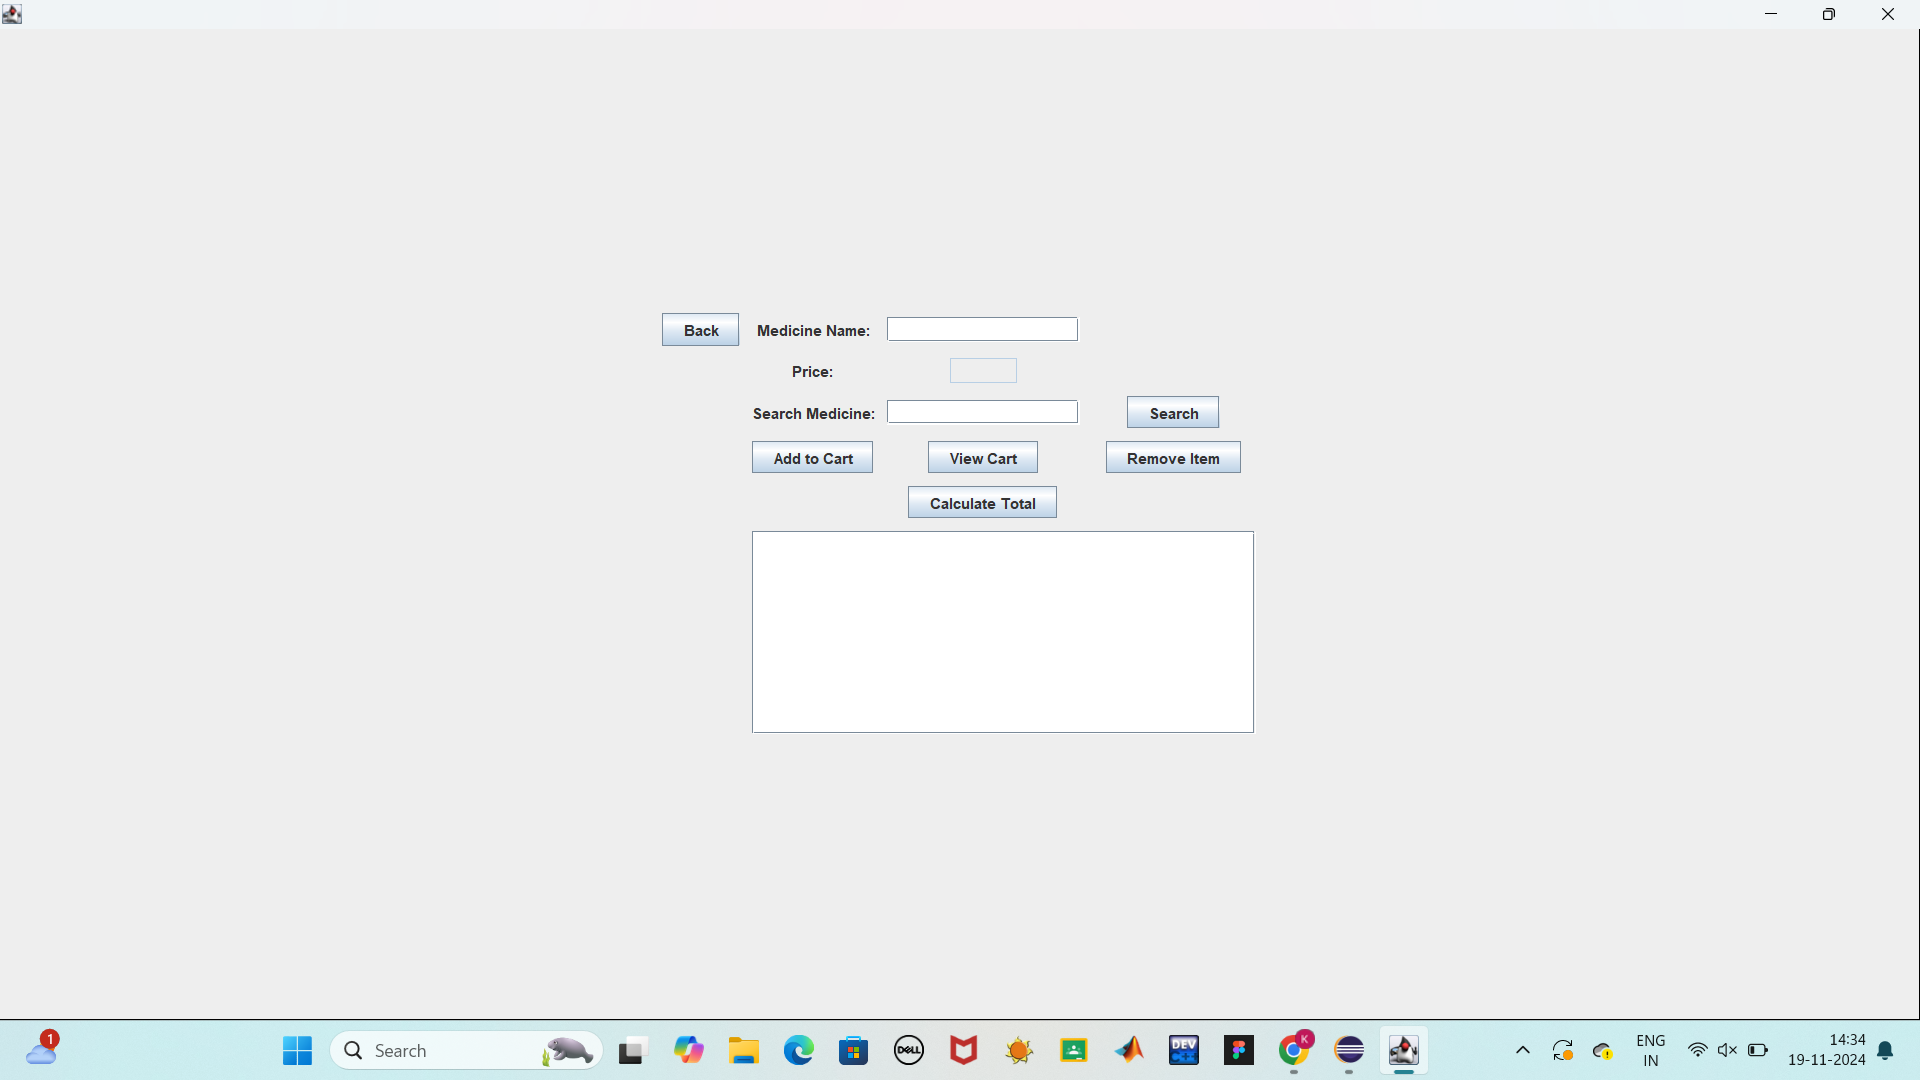 Back
Medicine Name:
Price:
Search Medicine:
Search
Add to Cart
View Cart
Remove Item
Calculate Total
1
Search
DELL
DEV
C++
K
ENG
IN
14:34
19-11-2024